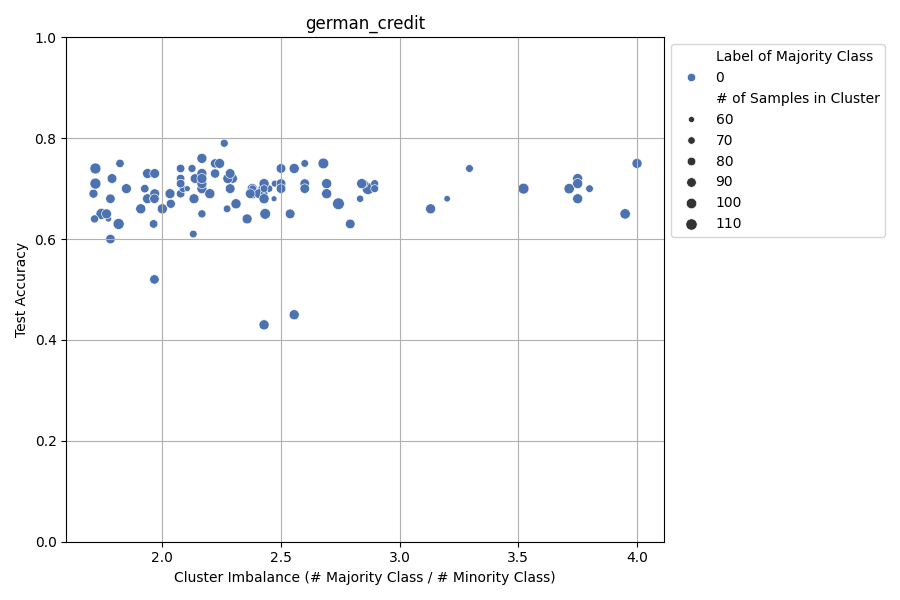 german_credit
1.0
0.8
0.6
0.4
0.2
0.0
Test Accuracy
2.0 2.5 3.0 3.5 4.0
Cluster Imbalance (# Majority Class / # Minority Class)
Label of Majority Class
0
# of Samples in Cluster
60
70
80
90
100
110